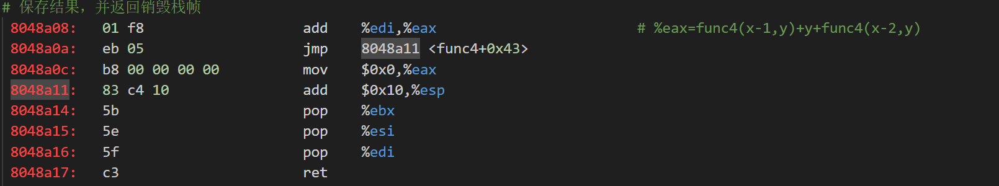 # 保存结果，并返回销毁栈帧
8048a08: 01 f8 add %edi,%eax # %eax=func4(x-1,y)+y+func4(x-2,y)
8048a0a: eb 05 jmp 8048a11 <func4+0x43>
8048a0c: b8 00 00 00 00 mov $0x0,%eax
8048a11: 83 c4 10 add $0x10,%esp
8048a14: 5b pop %ebx
8048a15: 5e pop %esi
8048a16: 5f pop %edi
8048a17: c3 ret